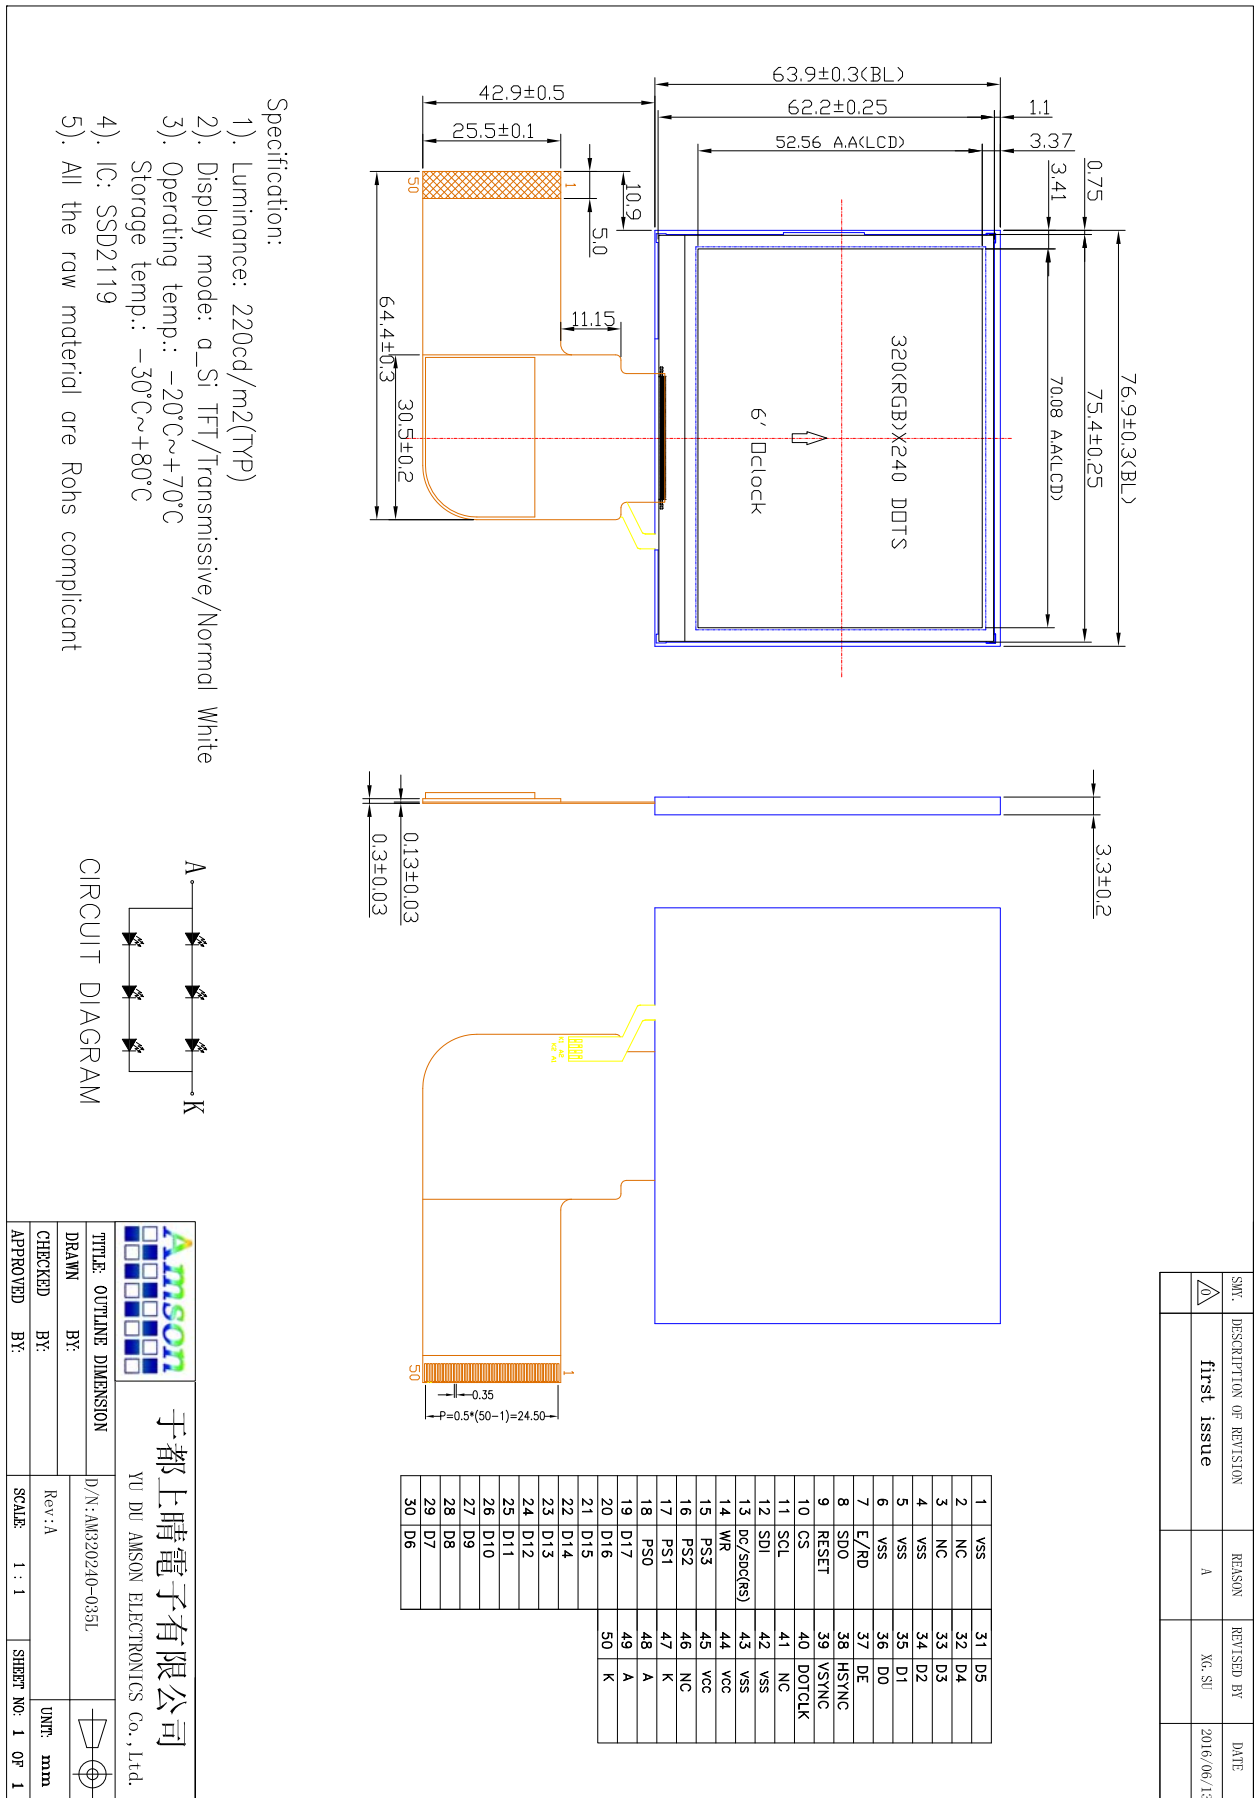 SMY.
DESCRIPTION OF REVISION
REASON
REVISED BY
DATE
0
first issue
A
XG.SU
2016/06/13
76.9±0.3(BL)
75.4±0.25
70.08 A.A(LCD)
0.75
3.41
63.9±0.3(BL)
62.2±0.25
52.56 A.A(LCD)
1.1
3.37
42.9±0.5
25.5±0.1
10.9
5.0
11.15
64.4±0.3
30.5±0.2
1
50
320(RGB)X240 DOTS
6' Oclock
3.3±0.2
0.13±0.03
0.3±0.03
1
50
0.35
P=0.5*(50-1)=24.50
1 VSS
2 NC
3 NC
4 VSS
5 VSS
6 VSS
7 E/RD
8 SDO
9 RESET
10 CS
11 SCL
12 SDI
13 DC/SDC(RS)
14 WR
15 PS3
16 PS2
17 PS1
18 PS0
19 D17
20 D16
21 D15
22 D14
23 D13
24 D12
25 D11
26 D10
27 D9
28 D8
29 D7
30 D6
31 D5
32 D4
33 D3
34 D2
35 D1
36 D0
37 DE
38 HSYNC
39 VSYNC
40 DOTCLK
41 NC
42 VSS
43 VSS
44 VCC
45 VCC
46 NC
47 K
48 A
49 A
50 K
Specification:
1). Luminance: 220cd/m2(TYP)
2). Display mode: a_Si TFT/Transmissive/Normal White
3). Operating temp.: -20°C~+70°C
Storage temp.: -30°C~+80°C
4). IC: SSD2119
5). All the raw material are Rohs complicant
A
K
CIRCUIT DIAGRAM
Amson
于都上晴電子有限公司
YU DU AMSON ELECTRONICS Co., Ltd.
TITLE: OUTLINE DIMENSION
D/N:AM320240-035L
DRAWN BY:
CHECKED BY:
Rev:A
UNIT: mm
APPROVED BY:
SCALE: 1 : 1
SHEET NO: 1 OF 1